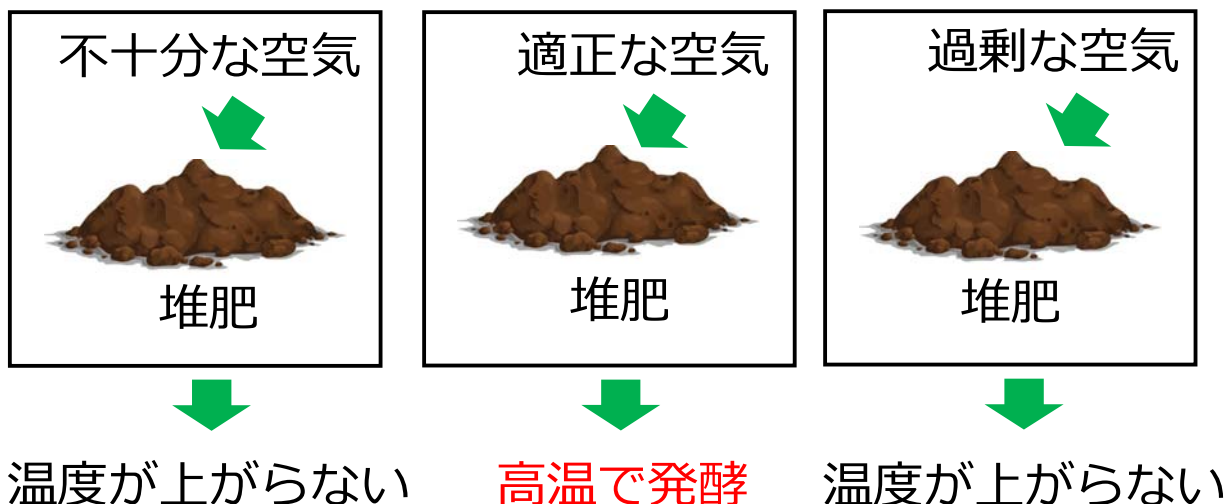 不十分な空気
堆肥
温度が上がらない
適正な空気
堆肥
高温で発酵
過剰な空気
堆肥
温度が上がらない